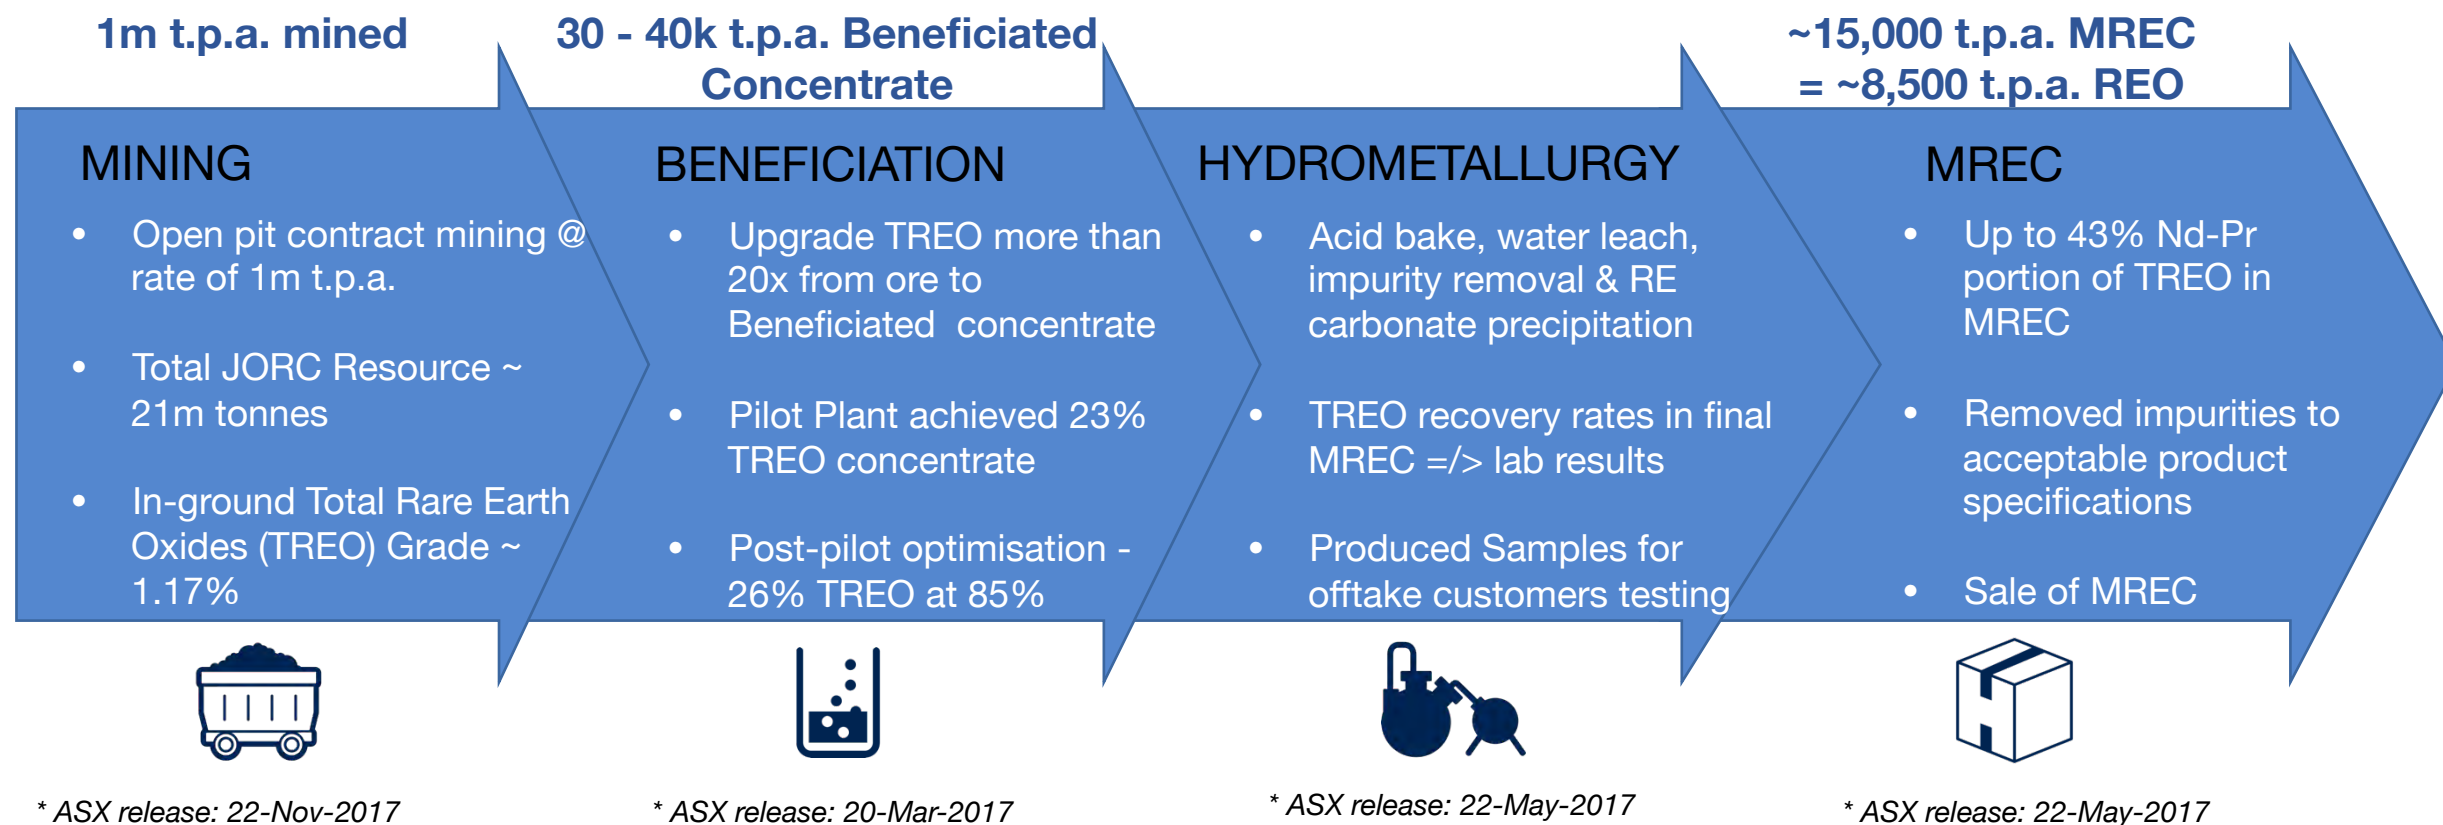 1m t.p.a. mined
30 - 40k t.p.a. Beneficiated
Concentrate
~15,000 t.p.a. MREC
= ~8,500 t.p.a. REO
MINING
• Open pit contract mining @
rate of 1m t.p.a.
• Total JORC Resource ~
21m tonnes
• In-ground Total Rare Earth
Oxides (TREO) Grade ~
1.17%
BENEFICIATION
• Upgrade TREO more than
20x from ore to
Beneficiated concentrate
• Pilot Plant achieved 23%
TREO concentrate
• Post-pilot optimisation -
26% TREO at 85%
HYDROMETALLURGY
• Acid bake, water leach,
impurity removal & RE
carbonate precipitation
• TREO recovery rates in final
MREC =/> lab results
• Produced Samples for
offtake customers testing
MREC
• Up to 43% Nd-Pr
portion of TREO in
MREC
• Removed impurities to
acceptable product
specifications
• Sale of MREC
* ASX release: 22-Nov-2017
* ASX release: 20-Mar-2017
* ASX release: 22-May-2017
* ASX release: 22-May-2017